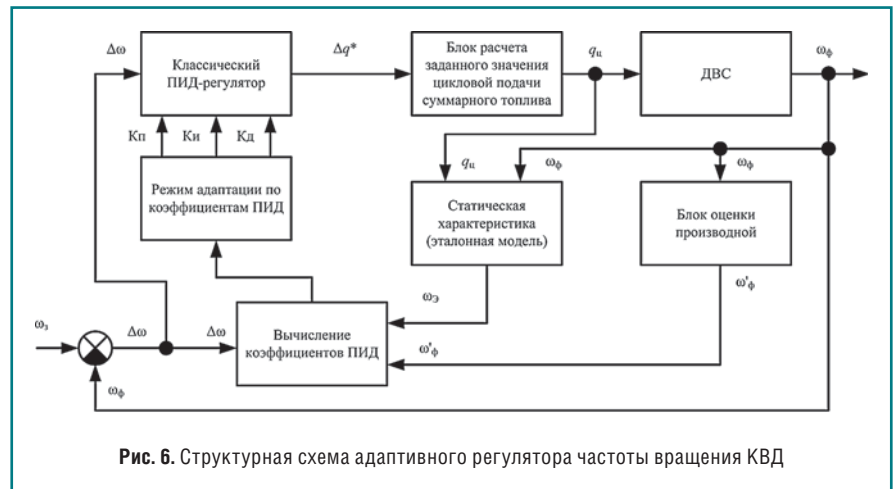 Δω
Классический
ПИД-регулятор
Δq*
Блок расчета
заданного значения
цикловой подачи
суммарного топлива
qц
ДВС
ωф
Кп
Ки
Кд
qц
ωф
ωф
Режим адаптации по
коэффициентам ПИД
Статическая
характеристика
(эталонная модель)
Блок оценки
производной
ωЭ
ω'ф
ωз
Δω
Δω
Вычисление
коэффициентов ПИД
ω'ф
ωф
Рис. 6. Структурная схема адаптивного регулятора частоты вращения КВД